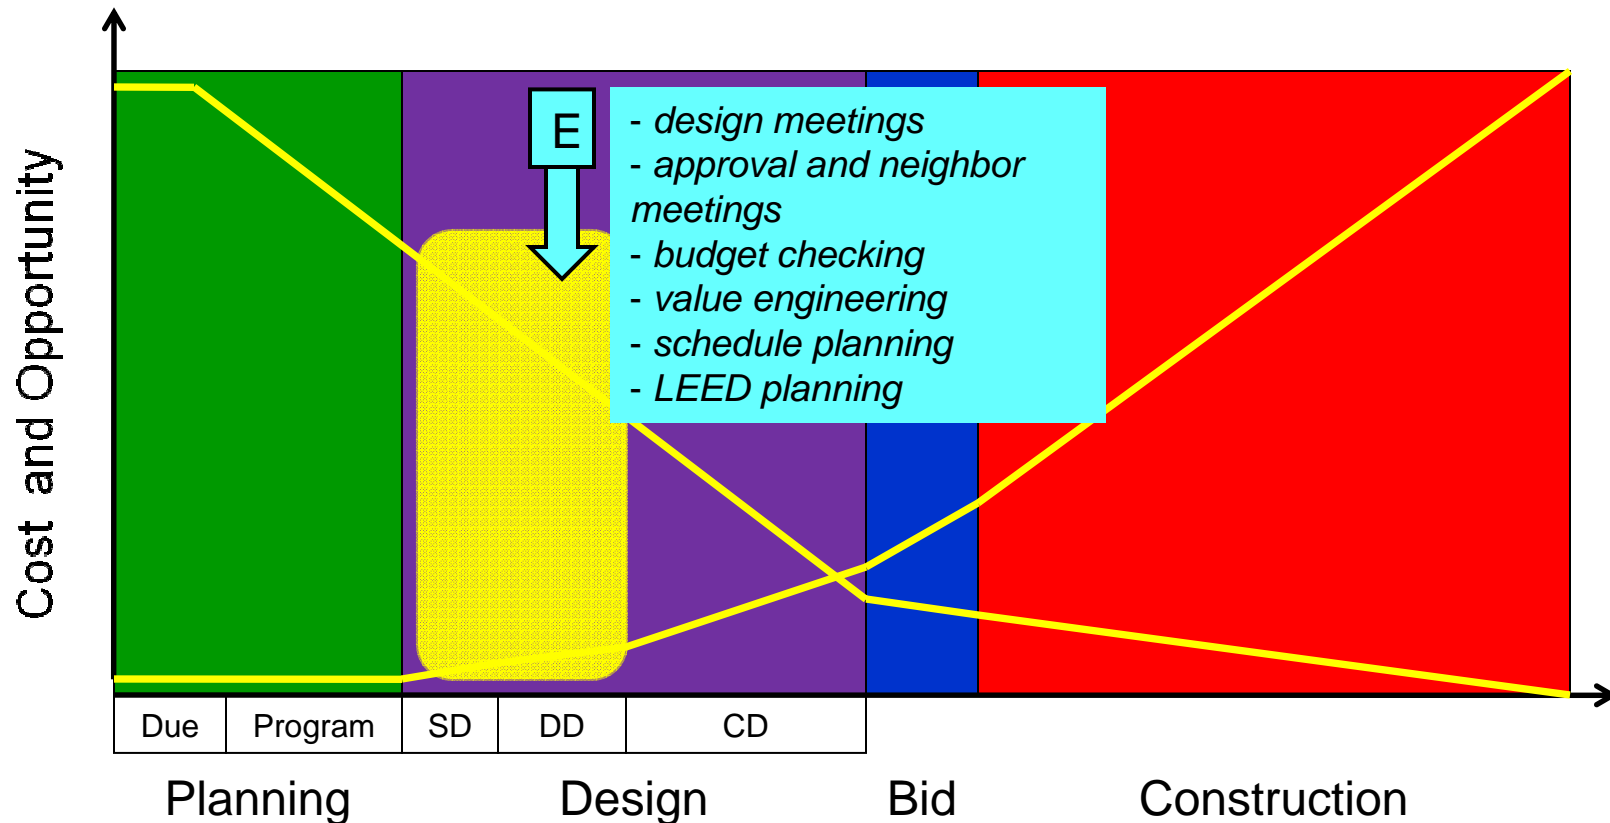 Cost and Opportunity
E
- design meetings
- approval and neighbor
meetings
- budget checking
- value engineering
- schedule planning
- LEED planning
Due Program SD DD CD
Planning Design Bid Construction